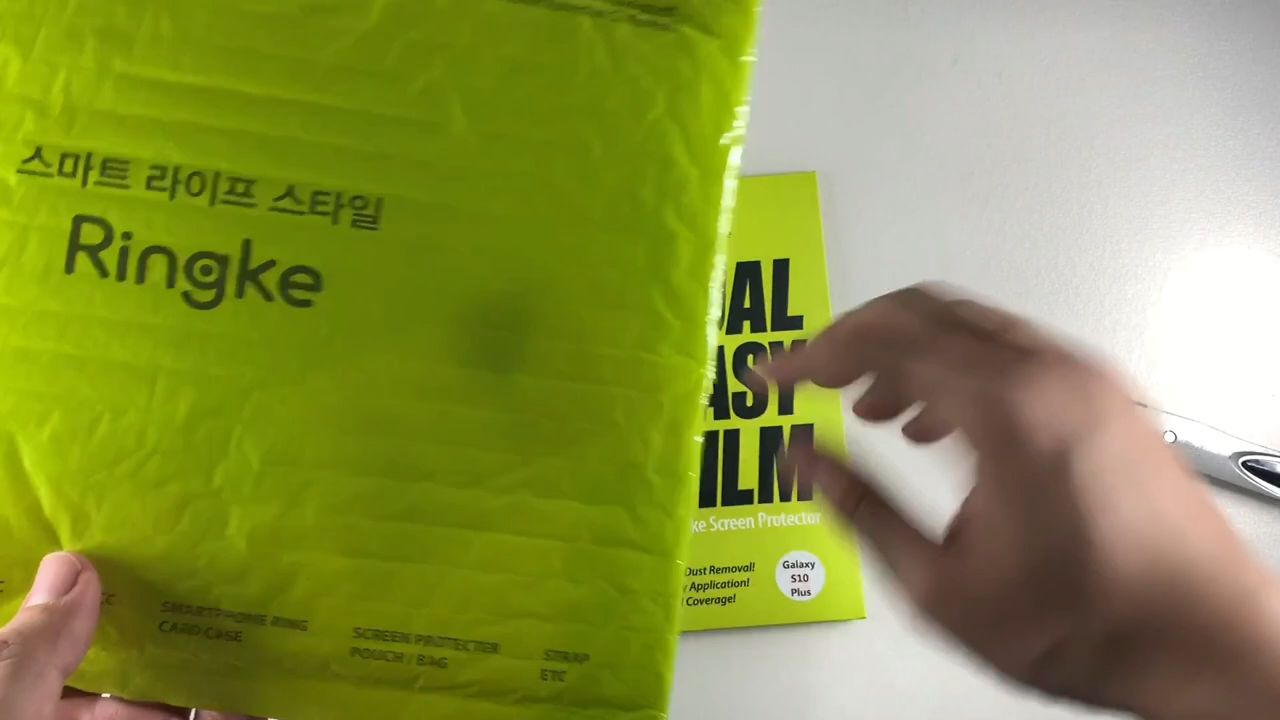 스마트 라이프 스타일
Ringke
SMARTPHONE RING
CARD CASE
SCREEN PROTECTER
POUCH / BAG
STRAP
ETC
UAL
ASY
ILM
ke Screen Protector
Dust Removal!
Application!
Coverage!
Galaxy
S10
Plus